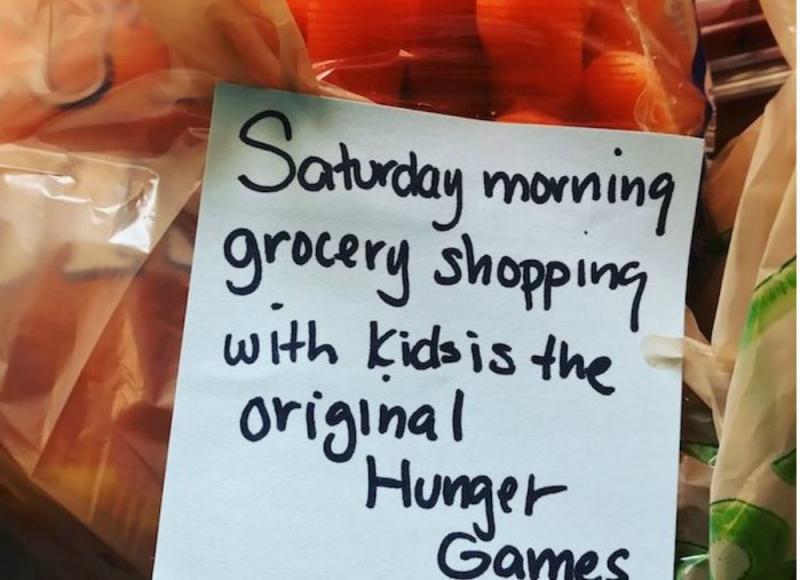 Saturday morning
grocery shopping
with kids is the
original
Hunger
Games